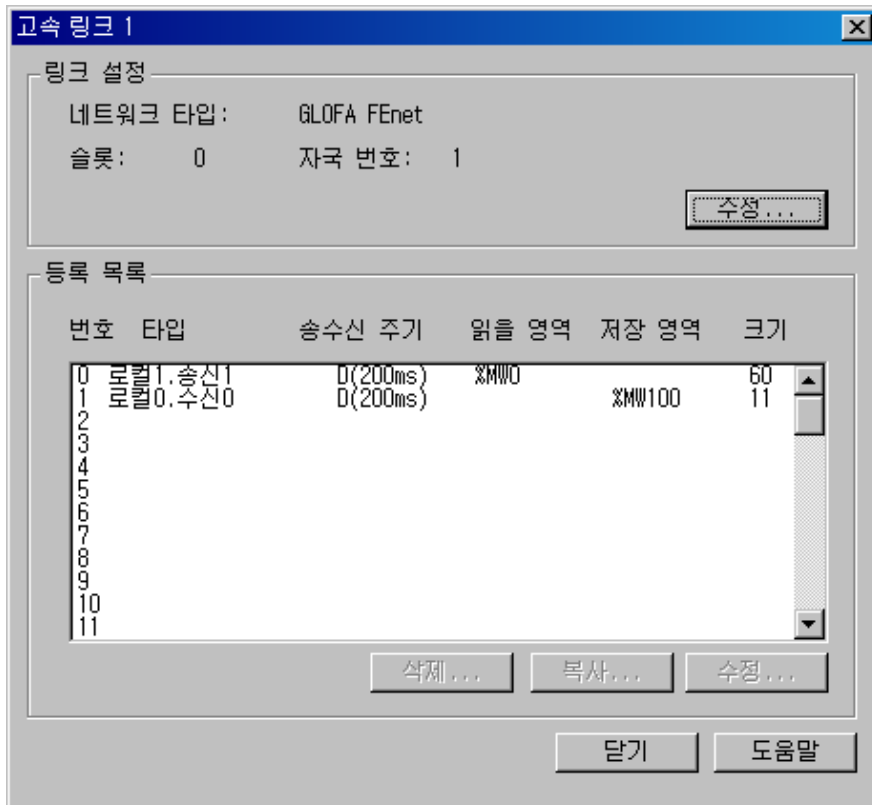 고속 링크 1
링크 설정
네트워크 타입: GLOFA FEnet
슬롯: 0 자국 번호: 1
수정...
등록 목록
번호 타입 송수신 주기 읽을 영역 저장 영역 크기
0 로컬1.송신1 D(200ms) %MW0 60
1 로컬0.수신0 D(200ms) %MW100 11
2
3
4
5
6
7
8
9
10
11
삭제... 복사... 수정...
닫기 도움말